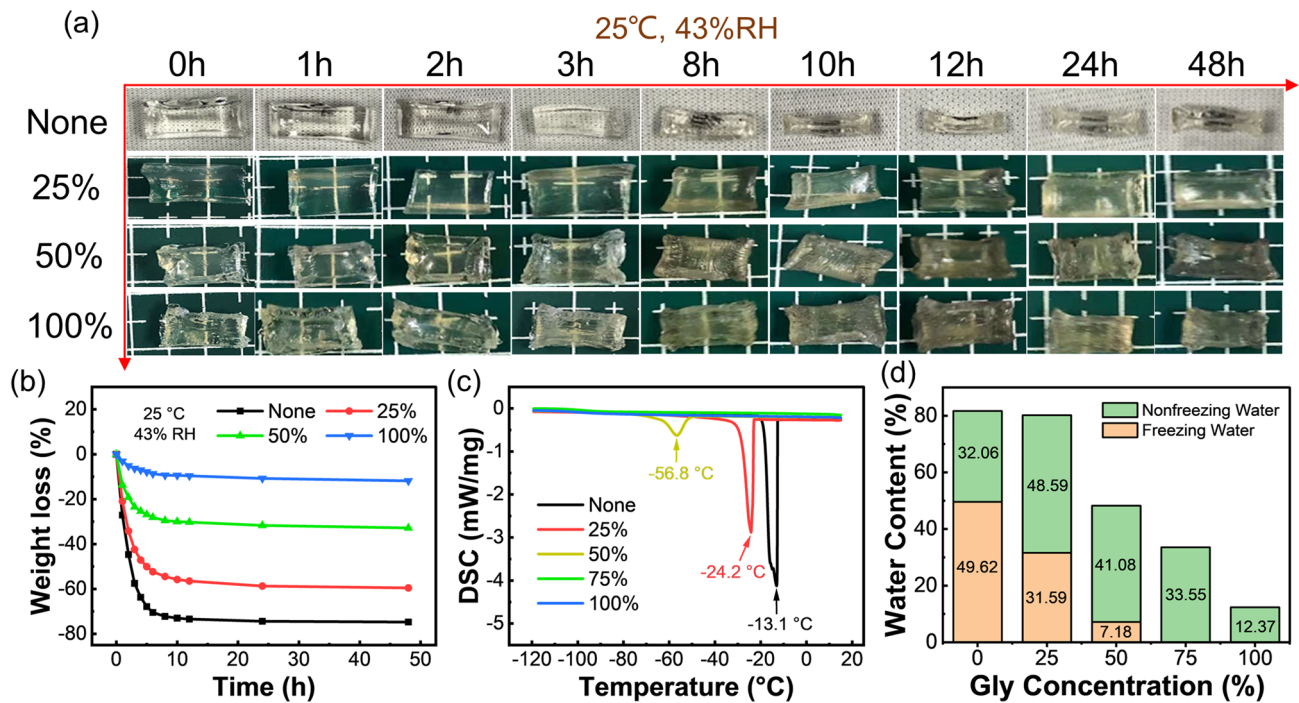 (a)
25℃, 43%RH
0h 1h 2h 3h 8h 10h 12h 24h 48h
None
25%
50%
100%
(b)
Weight loss (%)
20
0
-20
-40
-60
-80
25 °C
43% RH
None
25%
50%
100%
0 10 20 30 40 50
Time (h)
(c)
DSC (mW/mg)
0
-1
-2
-3
-4
-5
-56.8 °C
-24.2 °C
-13.1 °C
None
25%
50%
75%
100%
-120 -100 -80 -60 -40 -20 0 20
Temperature (°C)
(d)
Water Content (%)
80
60
40
20
0
Nonfreezing Water
Freezing Water
32.06
49.62
48.59
31.59
41.08
7.18
33.55
12.37
0 25 50 75 100
Gly Concentration (%)